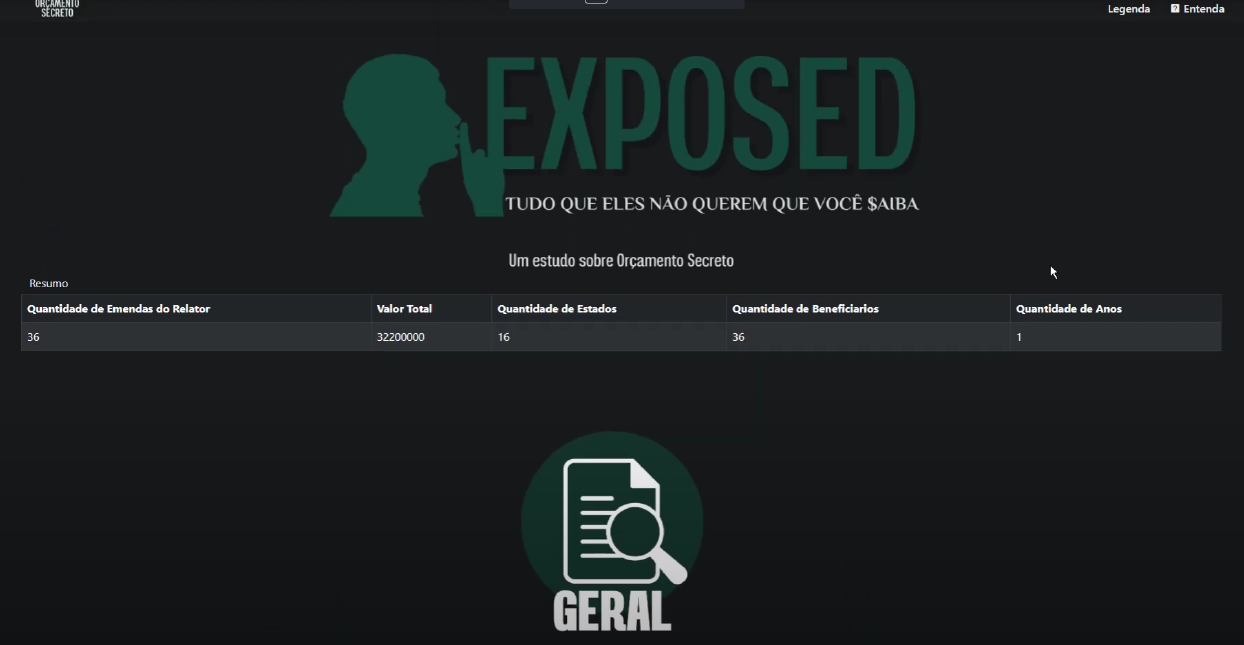 ORÇAMENTO
SECRETO
Legenda
Entenda
EXPOSED
TUDO QUE ELES NÃO QUEREM QUE VOCÊ $AIBA
Um estudo sobre Orçamento Secreto
Resumo
Quantidade de Emendas do Relator Valor Total Quantidade de Estados Quantidade de Beneficiarios Quantidade de Anos
36 32200000 16 36 1
GERAL